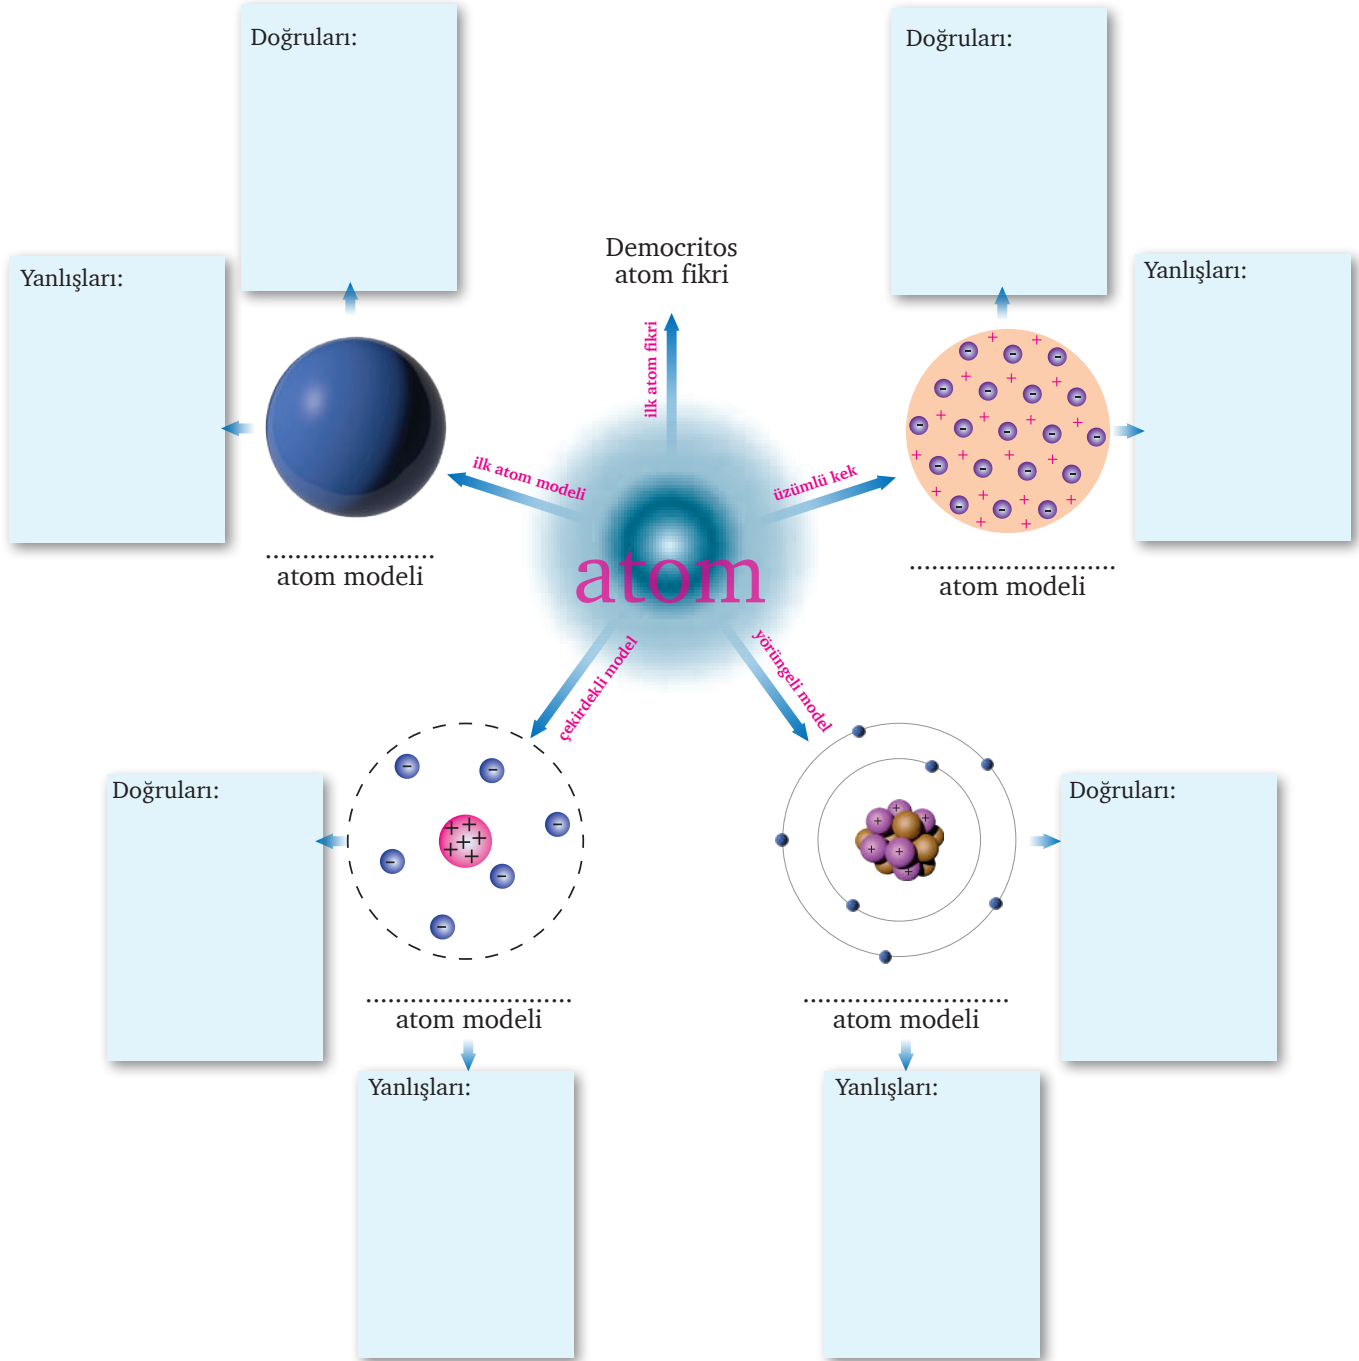 Doğruları:
Yanlışları:
ilk atom modeli
......................
atom modeli
Democritos
atom fikri
ilk atom fikri
Doğruları:
Yanlışları:
üzümlü kek
...........................
atom modeli
atom
çekirdekli model
Doğruları:
...........................
atom modeli
Yanlışları:
yörüngeli model
Doğruları:
...........................
atom modeli
Yanlışları: